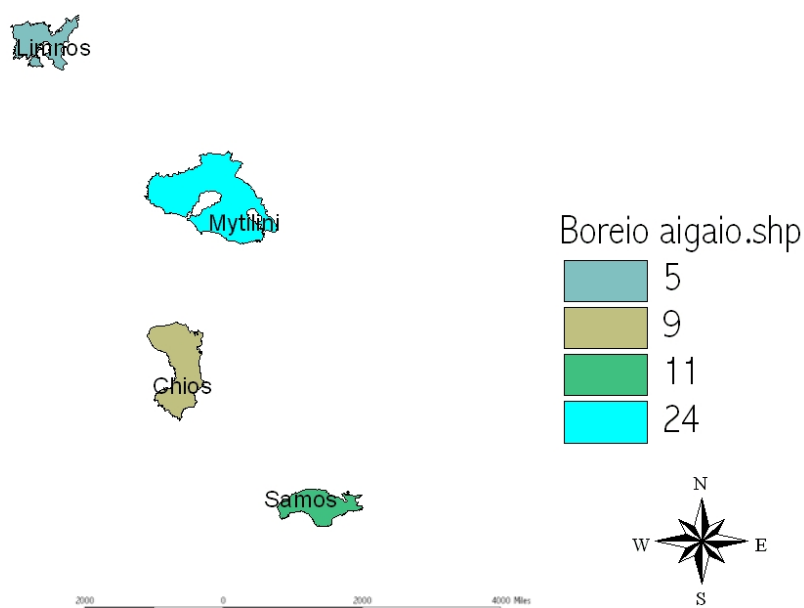 Limnos
Mytilini
Chios
Samos
Boreio aigaio.shp
5
9
11
24
N
W E
S
2000 0 2000 4000 Miles